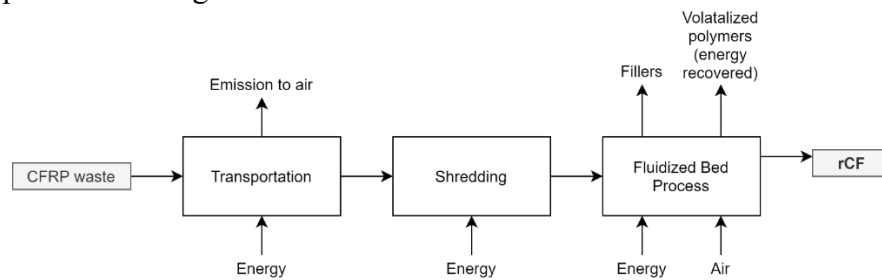 Volatalized
polymers
(energy
recovered)
Fillers
Emission to air
CFRP waste
Transportation
Shredding
Fluidized Bed
Process
rCF
Energy
Energy
Energy
Air